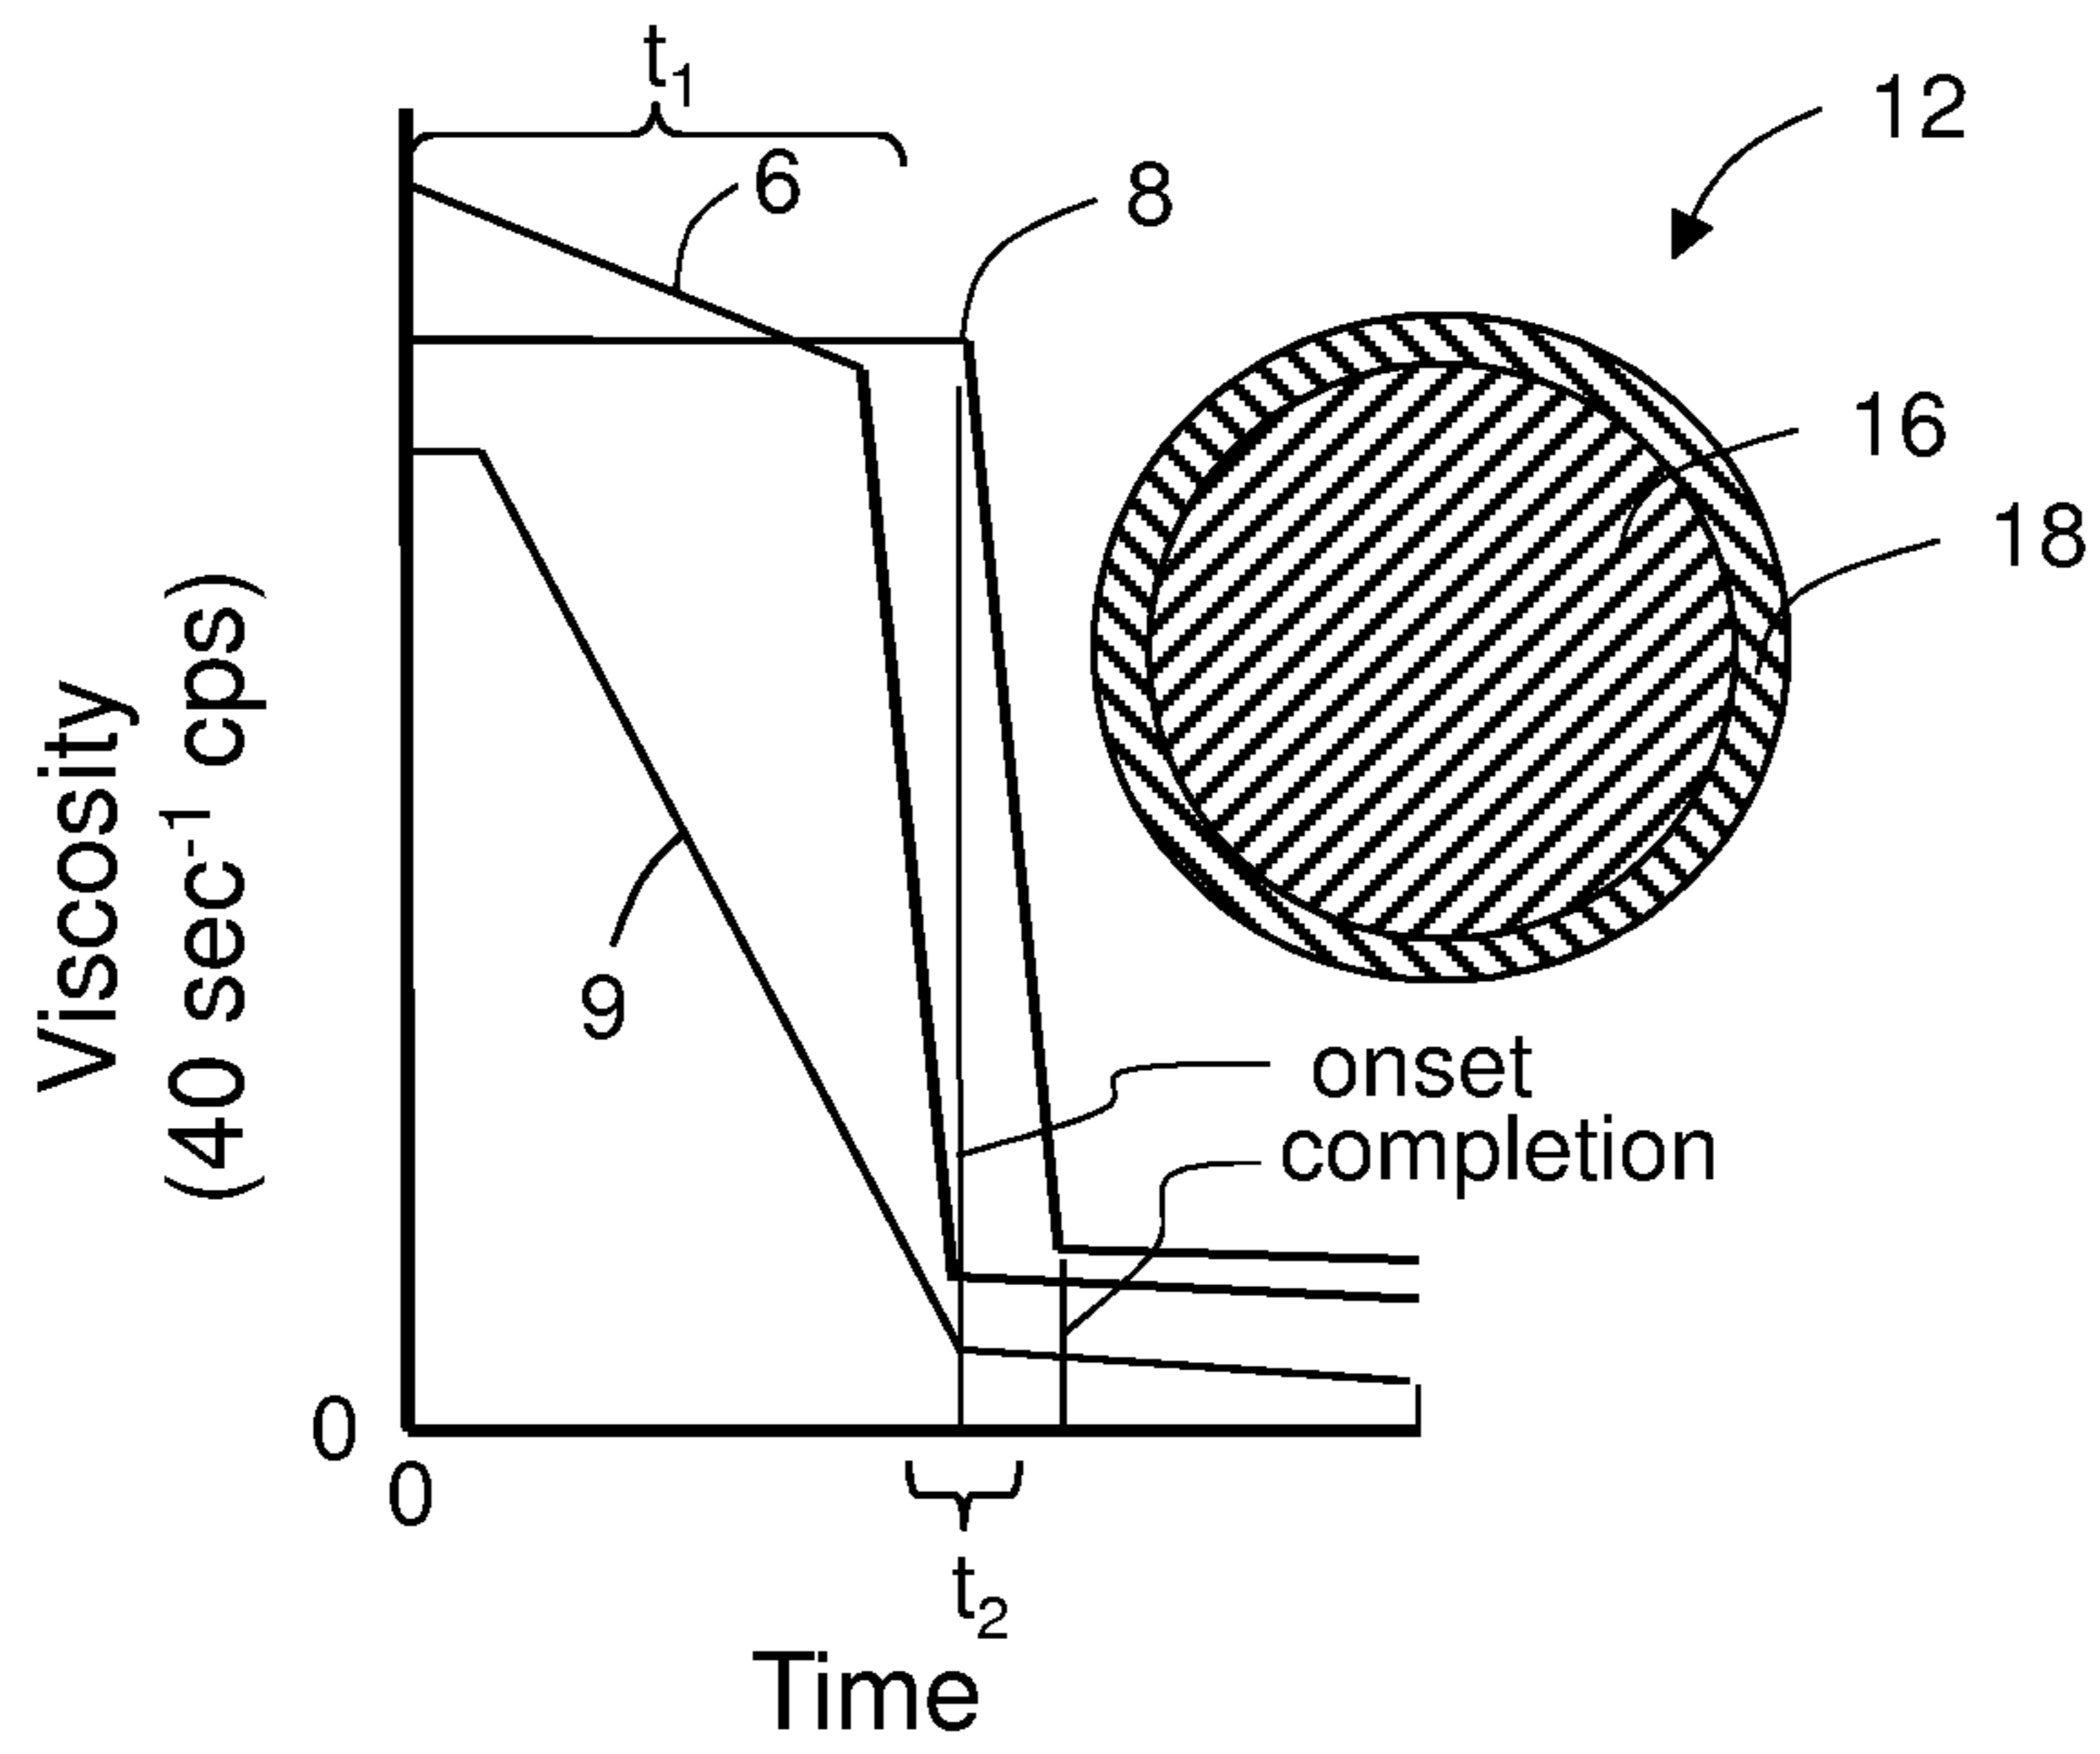 t1
6
8
12
16
18
9
Viscosity
(40 sec-1 cps)
onset
completion
0
0
t2
Time